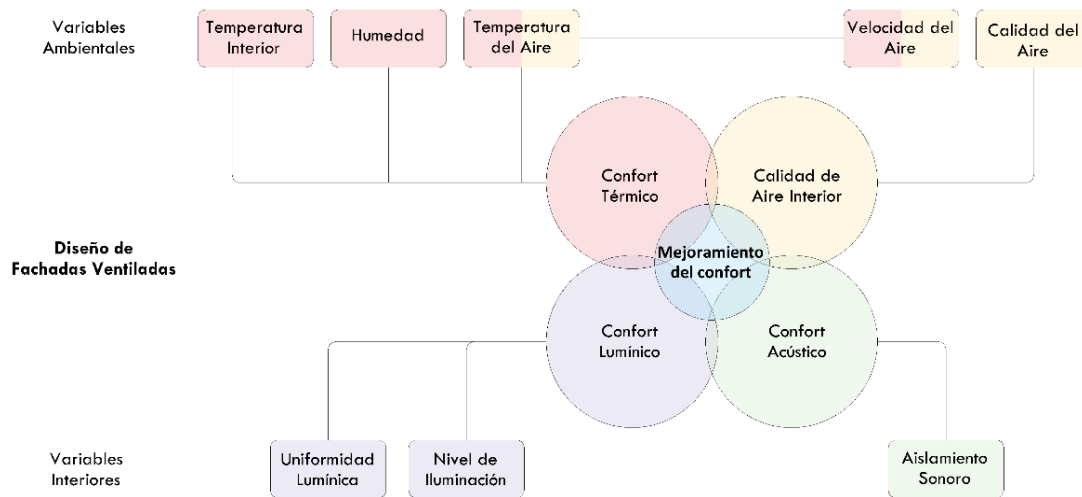 Variables
Ambientales
Temperatura
Interior
Humedad
Temperatura
del Aire
Velocidad del
Aire
Calidad del
Aire
Confort
Térmico
Calidad de
Aire Interior
Diseño de
Fachadas Ventiladas
Mejoramiento
del confort
Confort
Lumínico
Confort
Acústico
Variables
Interiores
Uniformidad
Lumínica
Nivel de
Iluminación
Aislamiento
Sonoro